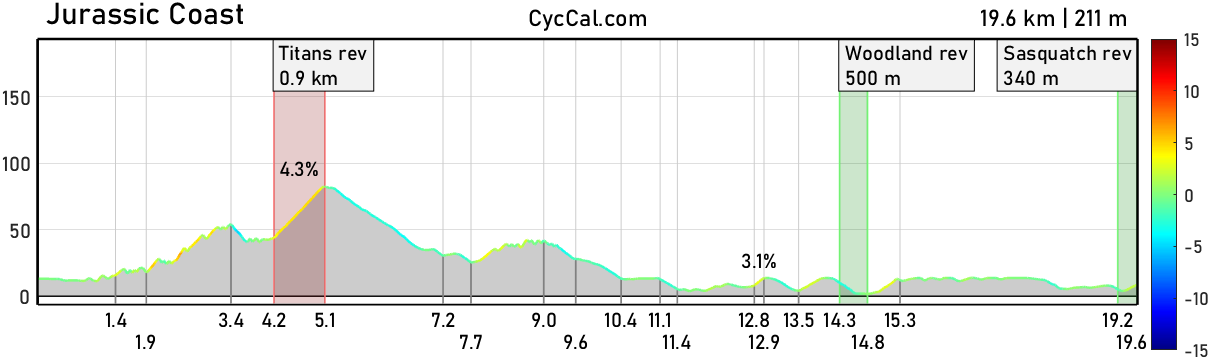 Jurassic Coast
CycCal.com
19.6 km | 211 m
Titans rev
0.9 km
Woodland rev
500 m
Sasquatch rev
340 m
150
100
50
0
4.3%
3.1%
15
10
5
0
−5
−10
−15
1.4 3.4 4.2 5.1 7.2 9.0 10.4 11.1 12.8 13.5 14.3 15.3 19.2
1.9 7.7 9.6 11.4 12.9 14.8 19.6